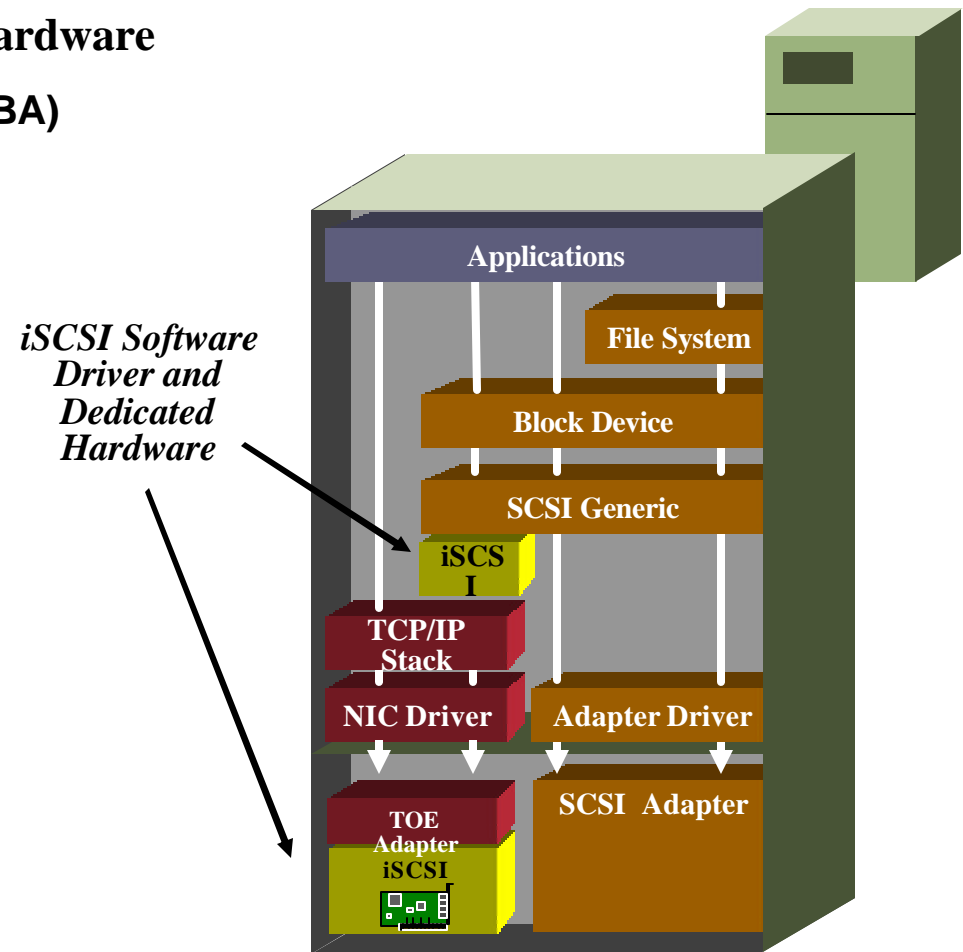 ardware
BA)
Applications
File System
iSCSI Software
Driver and
Dedicated
Hardware
Block Device
SCSI Generic
iSCS
I
TCP/IP
Stack
NIC Driver
Adapter Driver
SCSI Adapter
TOE
Adapter
iSCSI